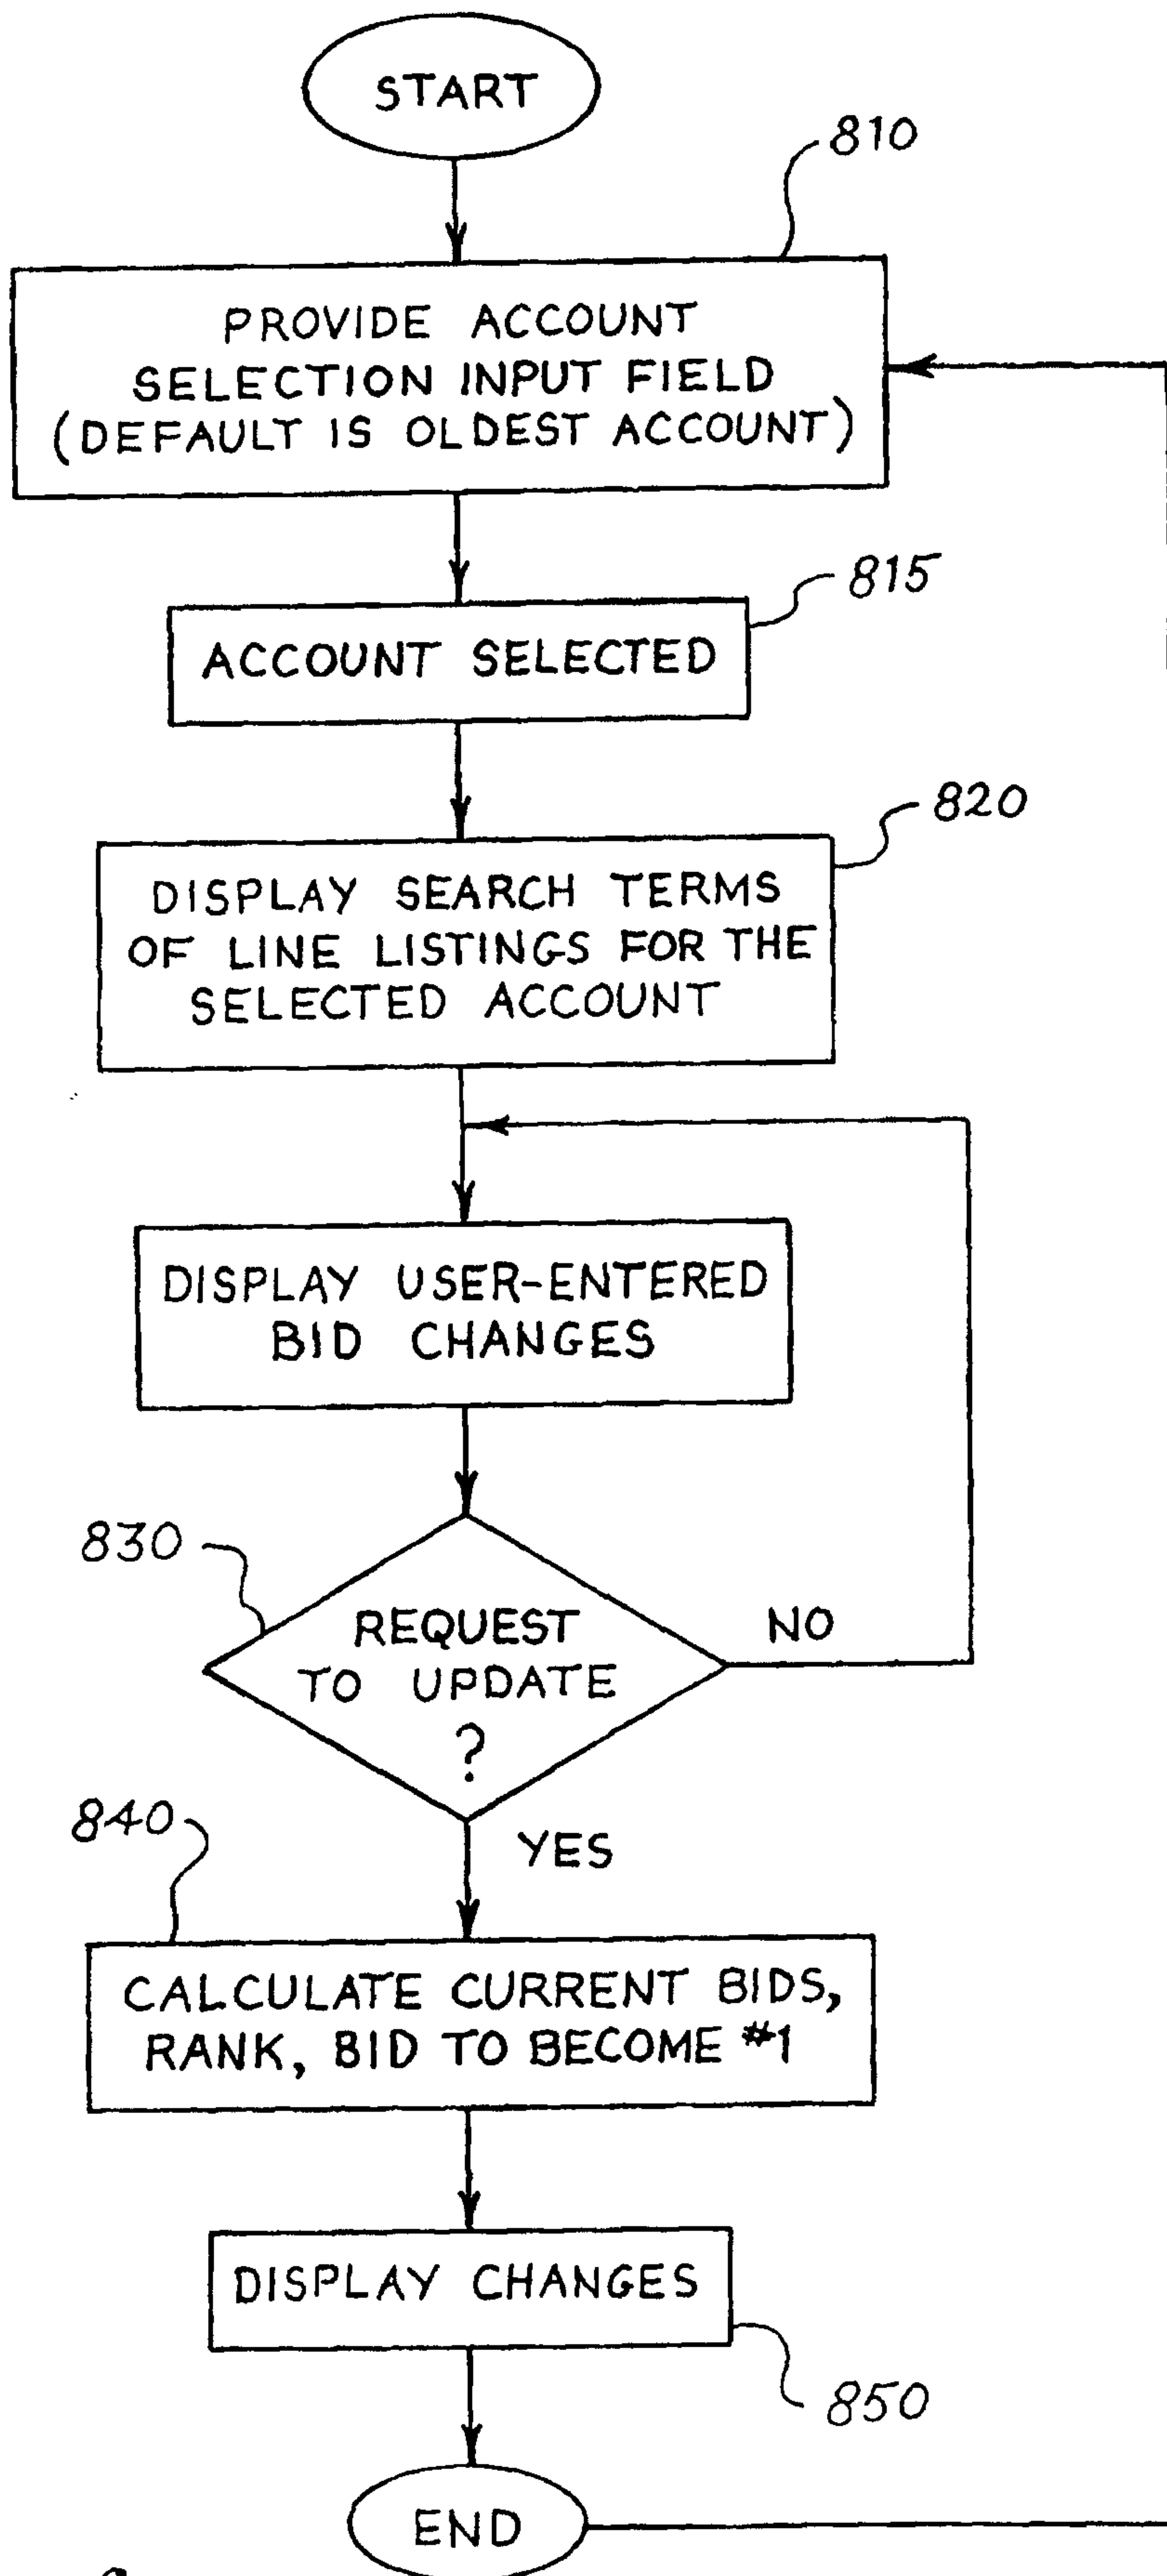 START
810
PROVIDE ACCOUNT
SELECTION INPUT FIELD
(DEFAULT IS OLDEST ACCOUNT)
815
ACCOUNT SELECTED
820
DISPLAY SEARCH TERMS
OF LINE LISTINGS FOR THE
SELECTED ACCOUNT
DISPLAY USER-ENTERED
BID CHANGES
830
REQUEST
TO UPDATE
?
NO
YES
840
CALCULATE CURRENT BIDS,
RANK, BID TO BECOME #1
DISPLAY CHANGES
850
END